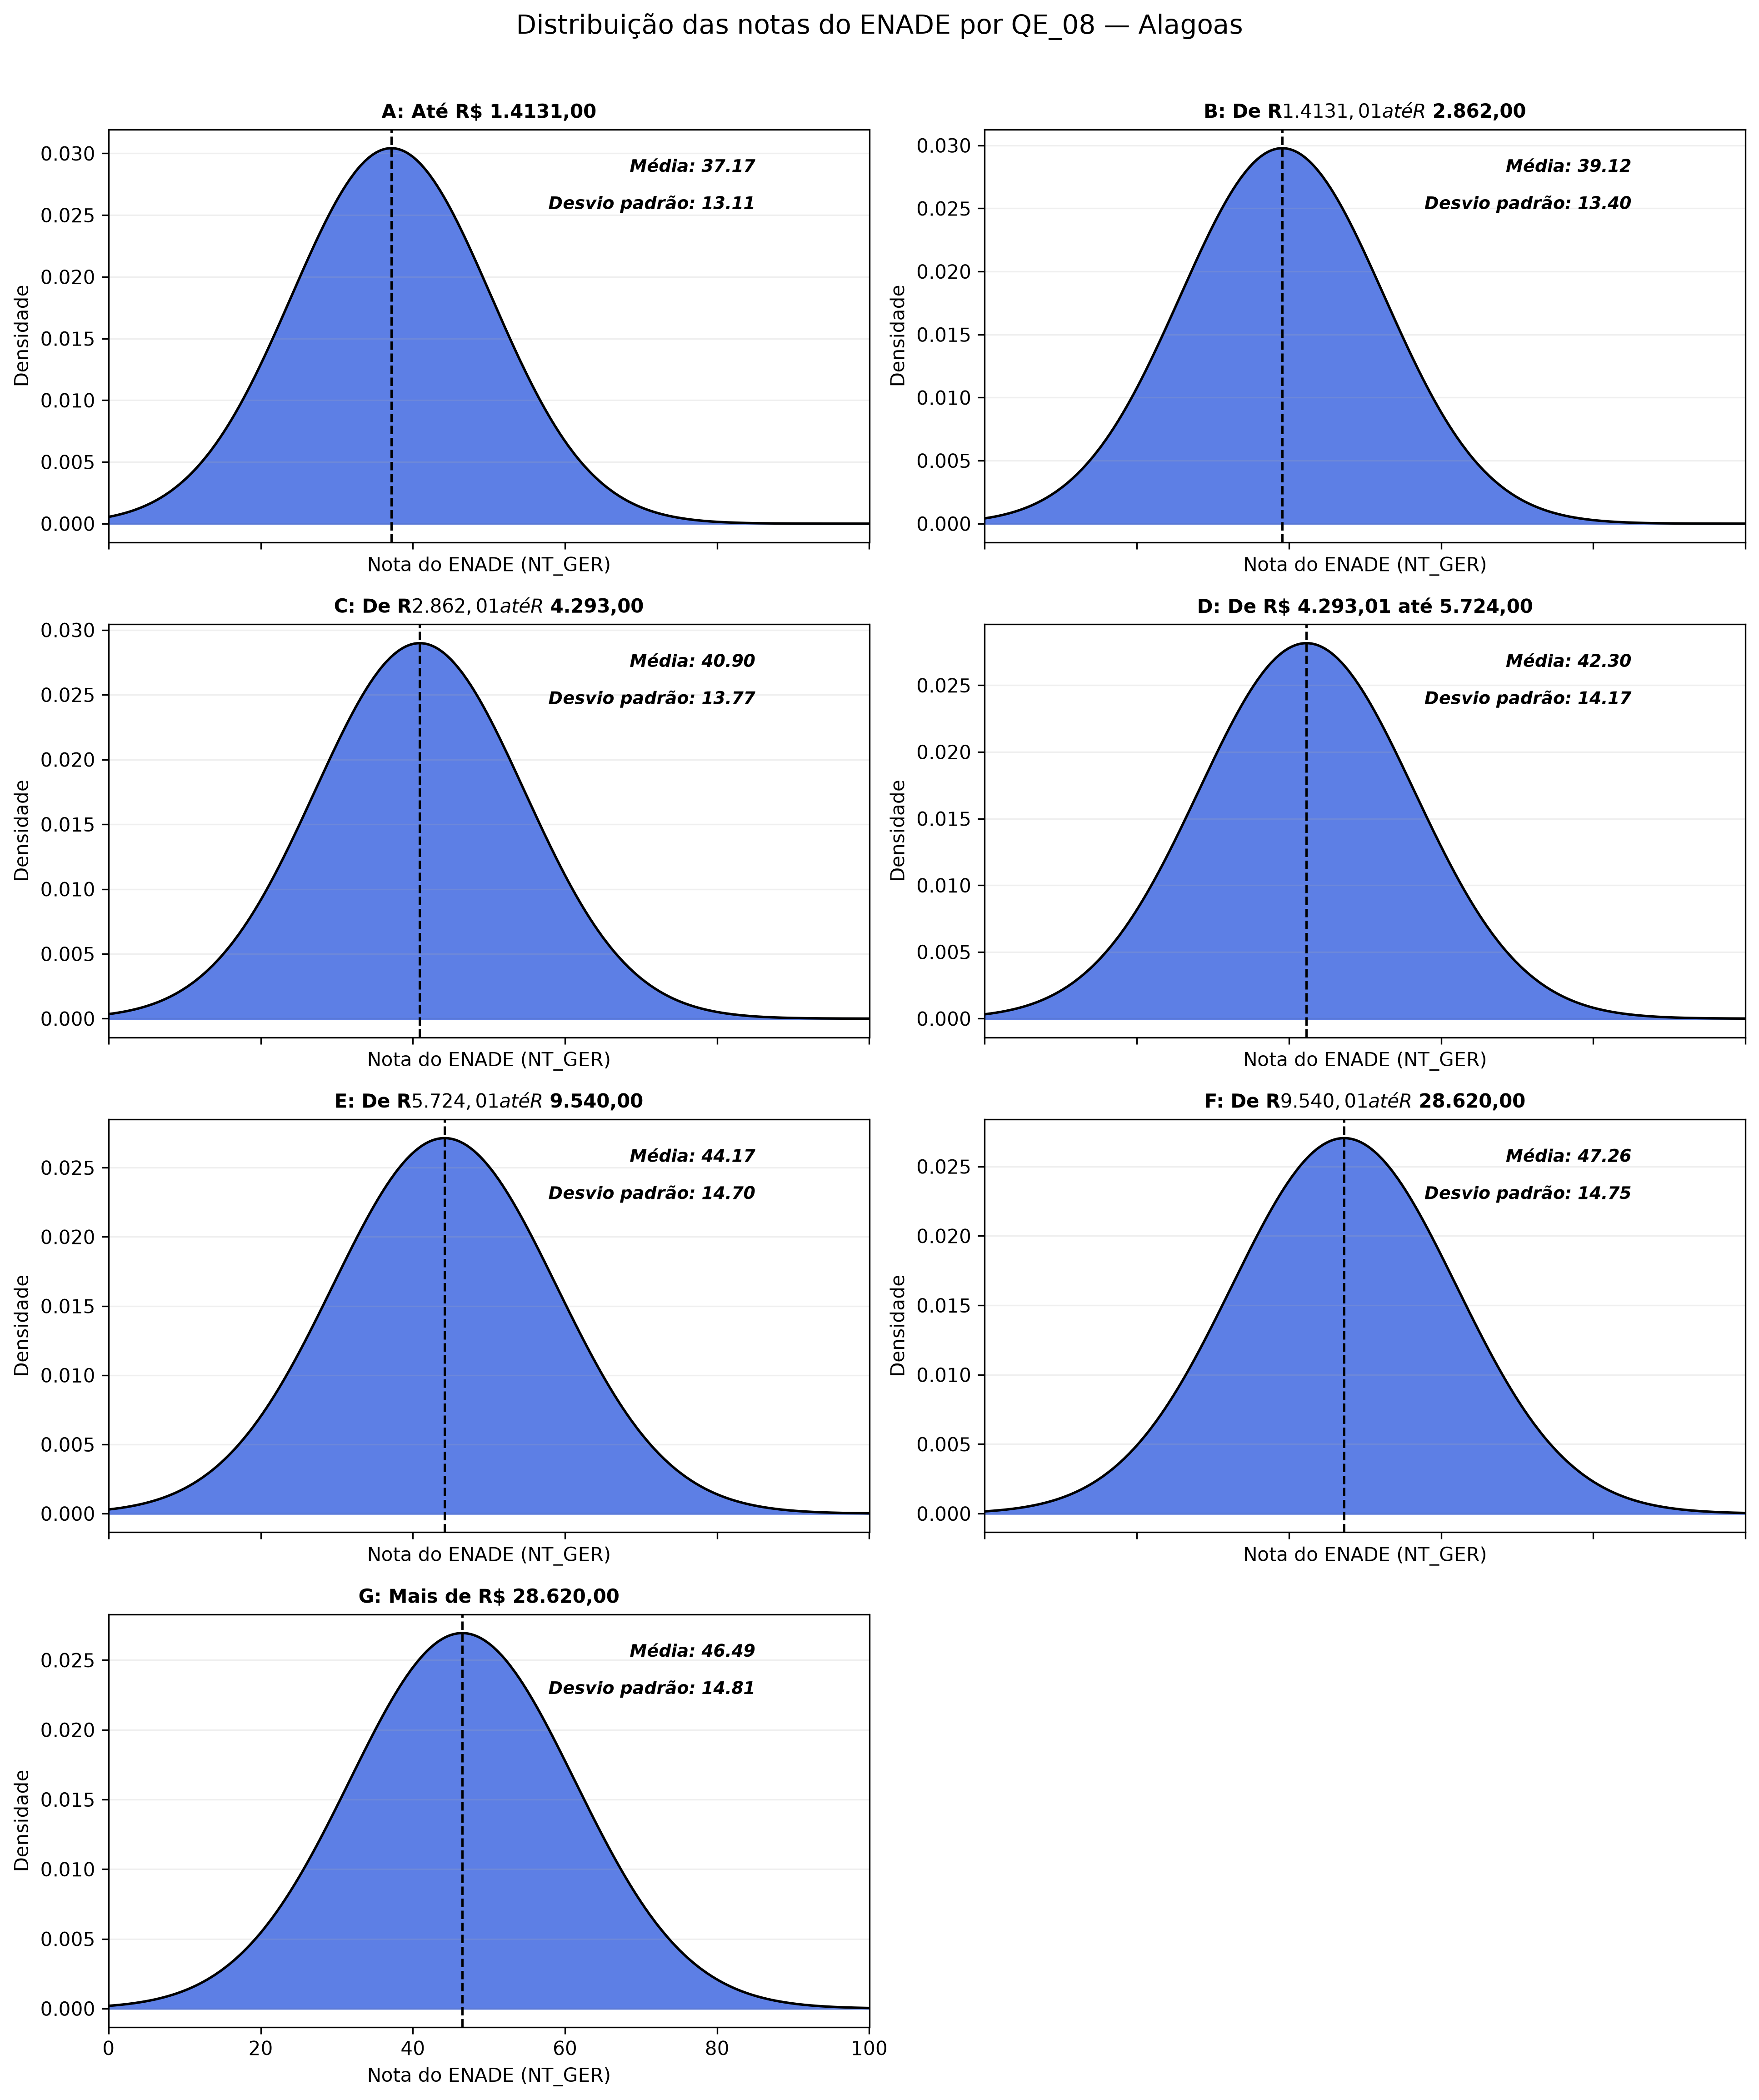 Distribuição das notas do ENADE por QE_08 — Alagoas
A: Até R$ 1.4131,00
0.030
0.025
0.020
0.015
0.010
0.005
0.000
Densidade
Média: 37.17
Desvio padrão: 13.11
Nota do ENADE (NT_GER)
B: De R1.4131,01atéR 2.862,00
0.030
0.025
0.020
0.015
0.010
0.005
0.000
Densidade
Média: 39.12
Desvio padrão: 13.40
Nota do ENADE (NT_GER)
C: De R2.862,01atéR 4.293,00
0.030
0.025
0.020
0.015
0.010
0.005
0.000
Densidade
Média: 40.90
Desvio padrão: 13.77
Nota do ENADE (NT_GER)
D: De R$ 4.293,01 até 5.724,00
0.025
0.020
0.015
0.010
0.005
0.000
Densidade
Média: 42.30
Desvio padrão: 14.17
Nota do ENADE (NT_GER)
E: De R5.724,01atéR 9.540,00
0.025
0.020
0.015
0.010
0.005
0.000
Densidade
Média: 44.17
Desvio padrão: 14.70
Nota do ENADE (NT_GER)
F: De R9.540,01atéR 28.620,00
0.025
0.020
0.015
0.010
0.005
0.000
Densidade
Média: 47.26
Desvio padrão: 14.75
Nota do ENADE (NT_GER)
G: Mais de R$ 28.620,00
0.025
0.020
0.015
0.010
0.005
0.000
Densidade
Média: 46.49
Desvio padrão: 14.81
0 20 40 60 80 100
Nota do ENADE (NT_GER)